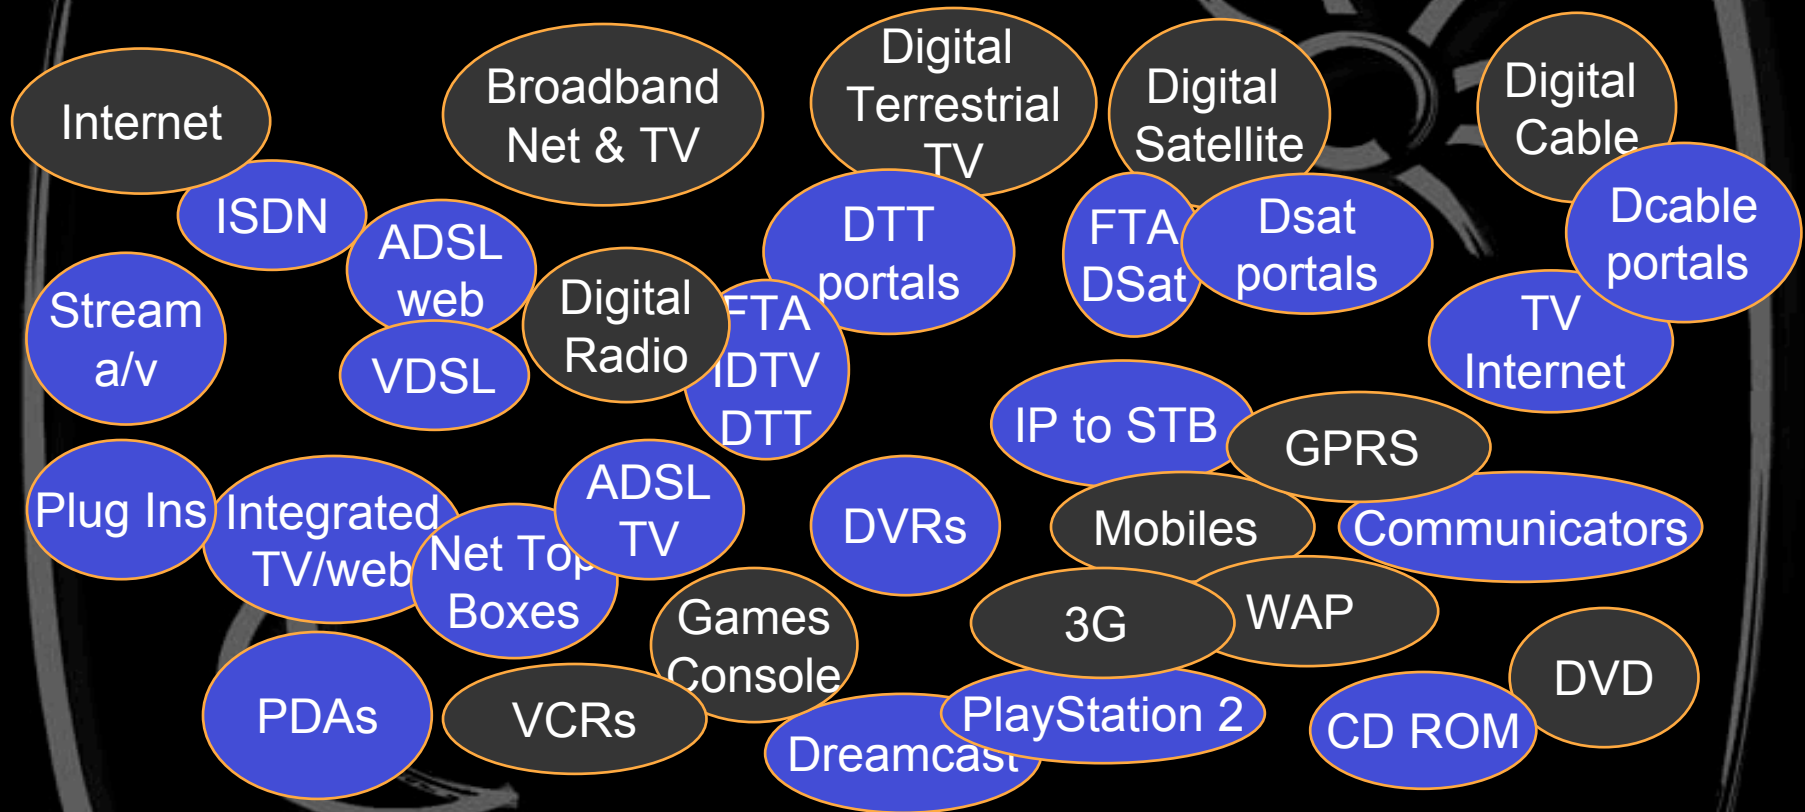 Internet
Broadband
Net & TV
Digital
Terrestrial
TV
Digital
Satellite
Digital
Cable
ISDN
ADSL
web
DTT
portals
FTA
DSat
Dsat
portals
Dcable
portals
Stream
a/v
VDSL
Digital
Radio
FTA
IDTV
DTT
TV
Internet
IP to STB
GPRS
Plug Ins
Integrated
TV/web
Net Top
Boxes
ADSL
TV
DVRs
Mobiles
Communicators
Games
Console
3G
WAP
DVD
PDAs
VCRs
Dreamcast
PlayStation 2
CD ROM